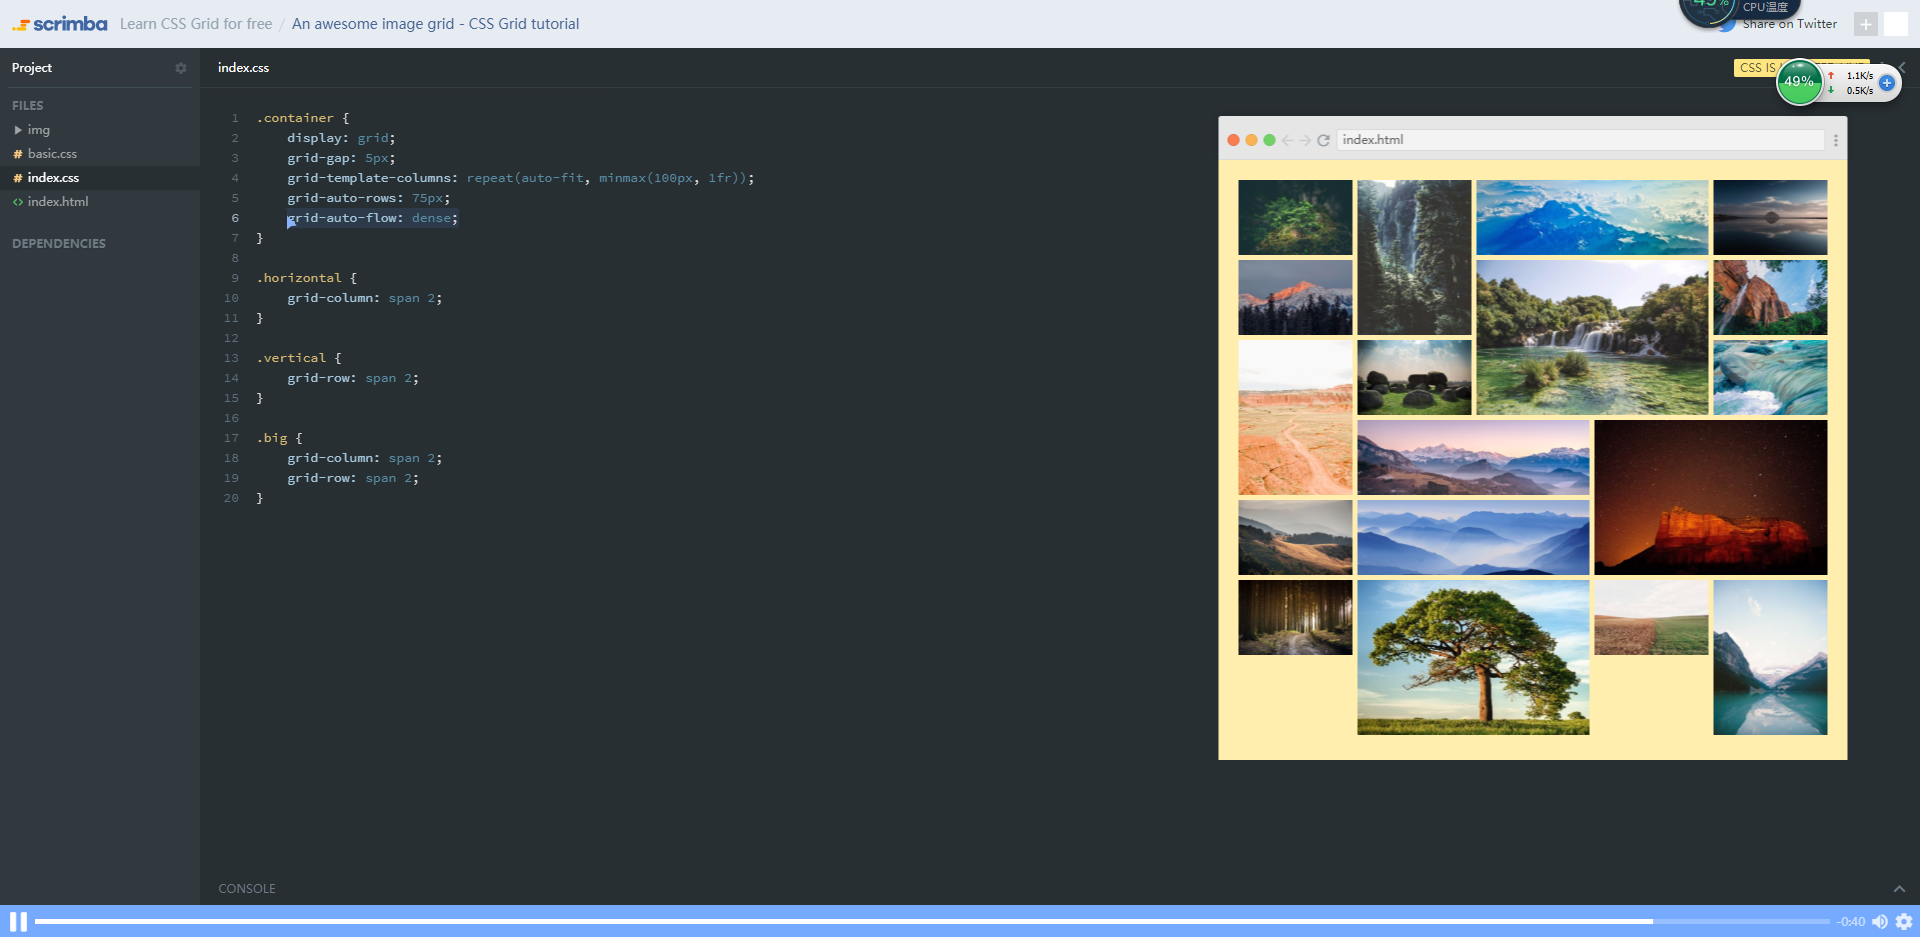 scrimba Learn CSS Grid for free / An awesome image grid - CSS Grid tutorial
CPU温度
Share on Twitter
Project
index.css
CSS IS
49%
1.1K/s
0.5K/s
FILES
img
basic.css
index.css
index.html
DEPENDENCIES
1 .container {
2 display: grid;
3 grid-gap: 5px;
4 grid-template-columns: repeat(auto-fit, minmax(100px, 1fr));
5 grid-auto-rows: 75px;
6 grid-auto-flow: dense;
7 }
8
9 .horizontal {
10 grid-column: span 2;
11 }
12
13 .vertical {
14 grid-row: span 2;
15 }
16
17 .big {
18 grid-column: span 2;
19 grid-row: span 2;
20 }
index.html
CONSOLE
-0:40